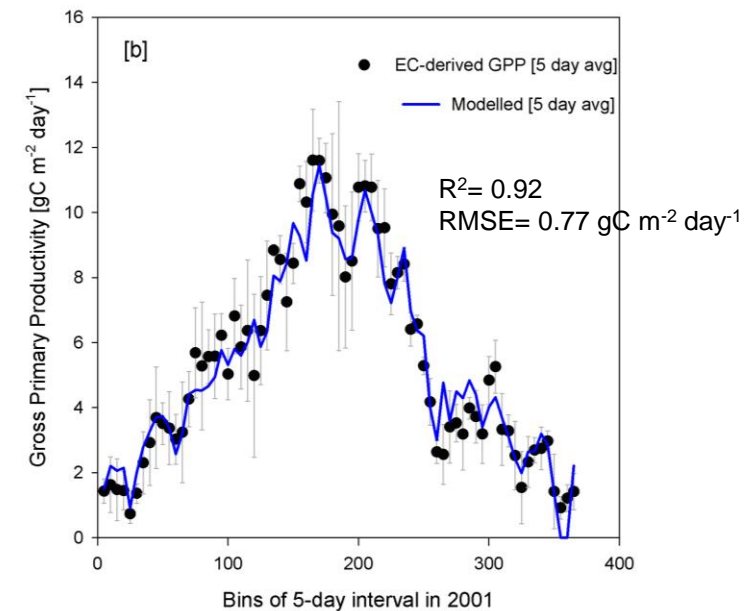 16
[b]
EC-derived GPP [5 day avg]
14
Modelled [5 day avg]
12
R²= 0.92
RMSE= 0.77 gC m⁻² day⁻¹
10
8
6
4
2
0
Gross Primary Productivity [gC m⁻² day⁻¹]
0 100 200 300 400
Bins of 5-day interval in 2001